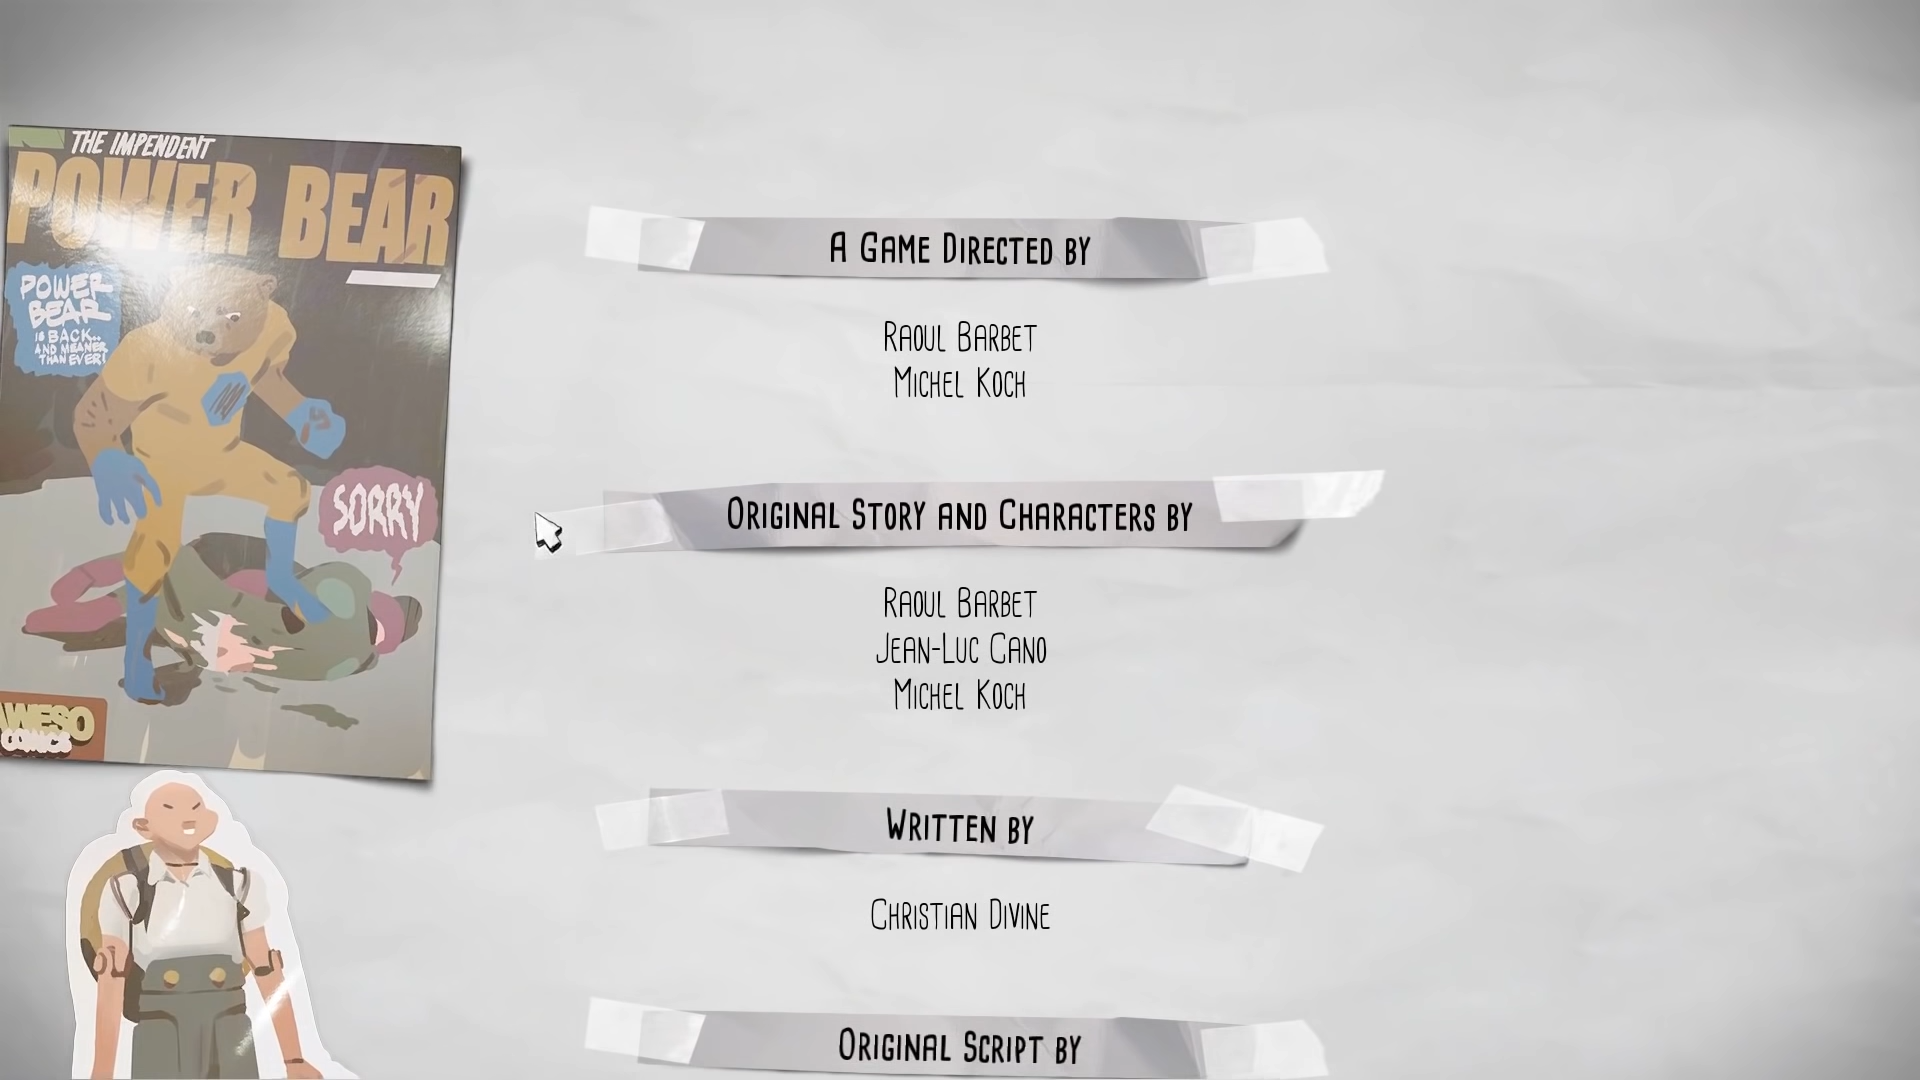 THE IMPENDENT
POWER BEAR
POWER
BEAR
IS BACK..
AND MEANER
THAN EVER!
SORRY
AWESO
COMICS
A Game Directed by
Raoul Barbet
Michel Koch
Original Story and Characters by
Raoul Barbet
Jean-Luc Cano
Michel Koch
Written by
Christian Divine
Original Script by